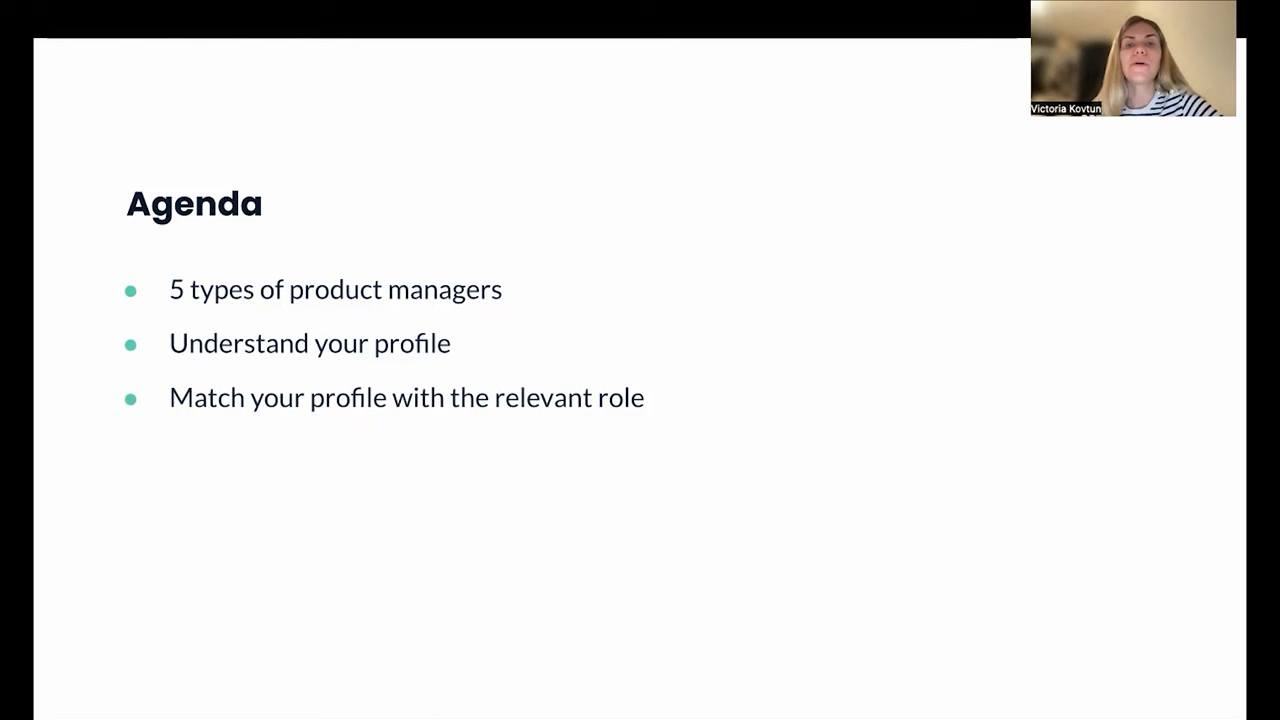 Victoria Kovtun
Agenda
5 types of product managers
Understand your profile
Match your profile with the relevant role